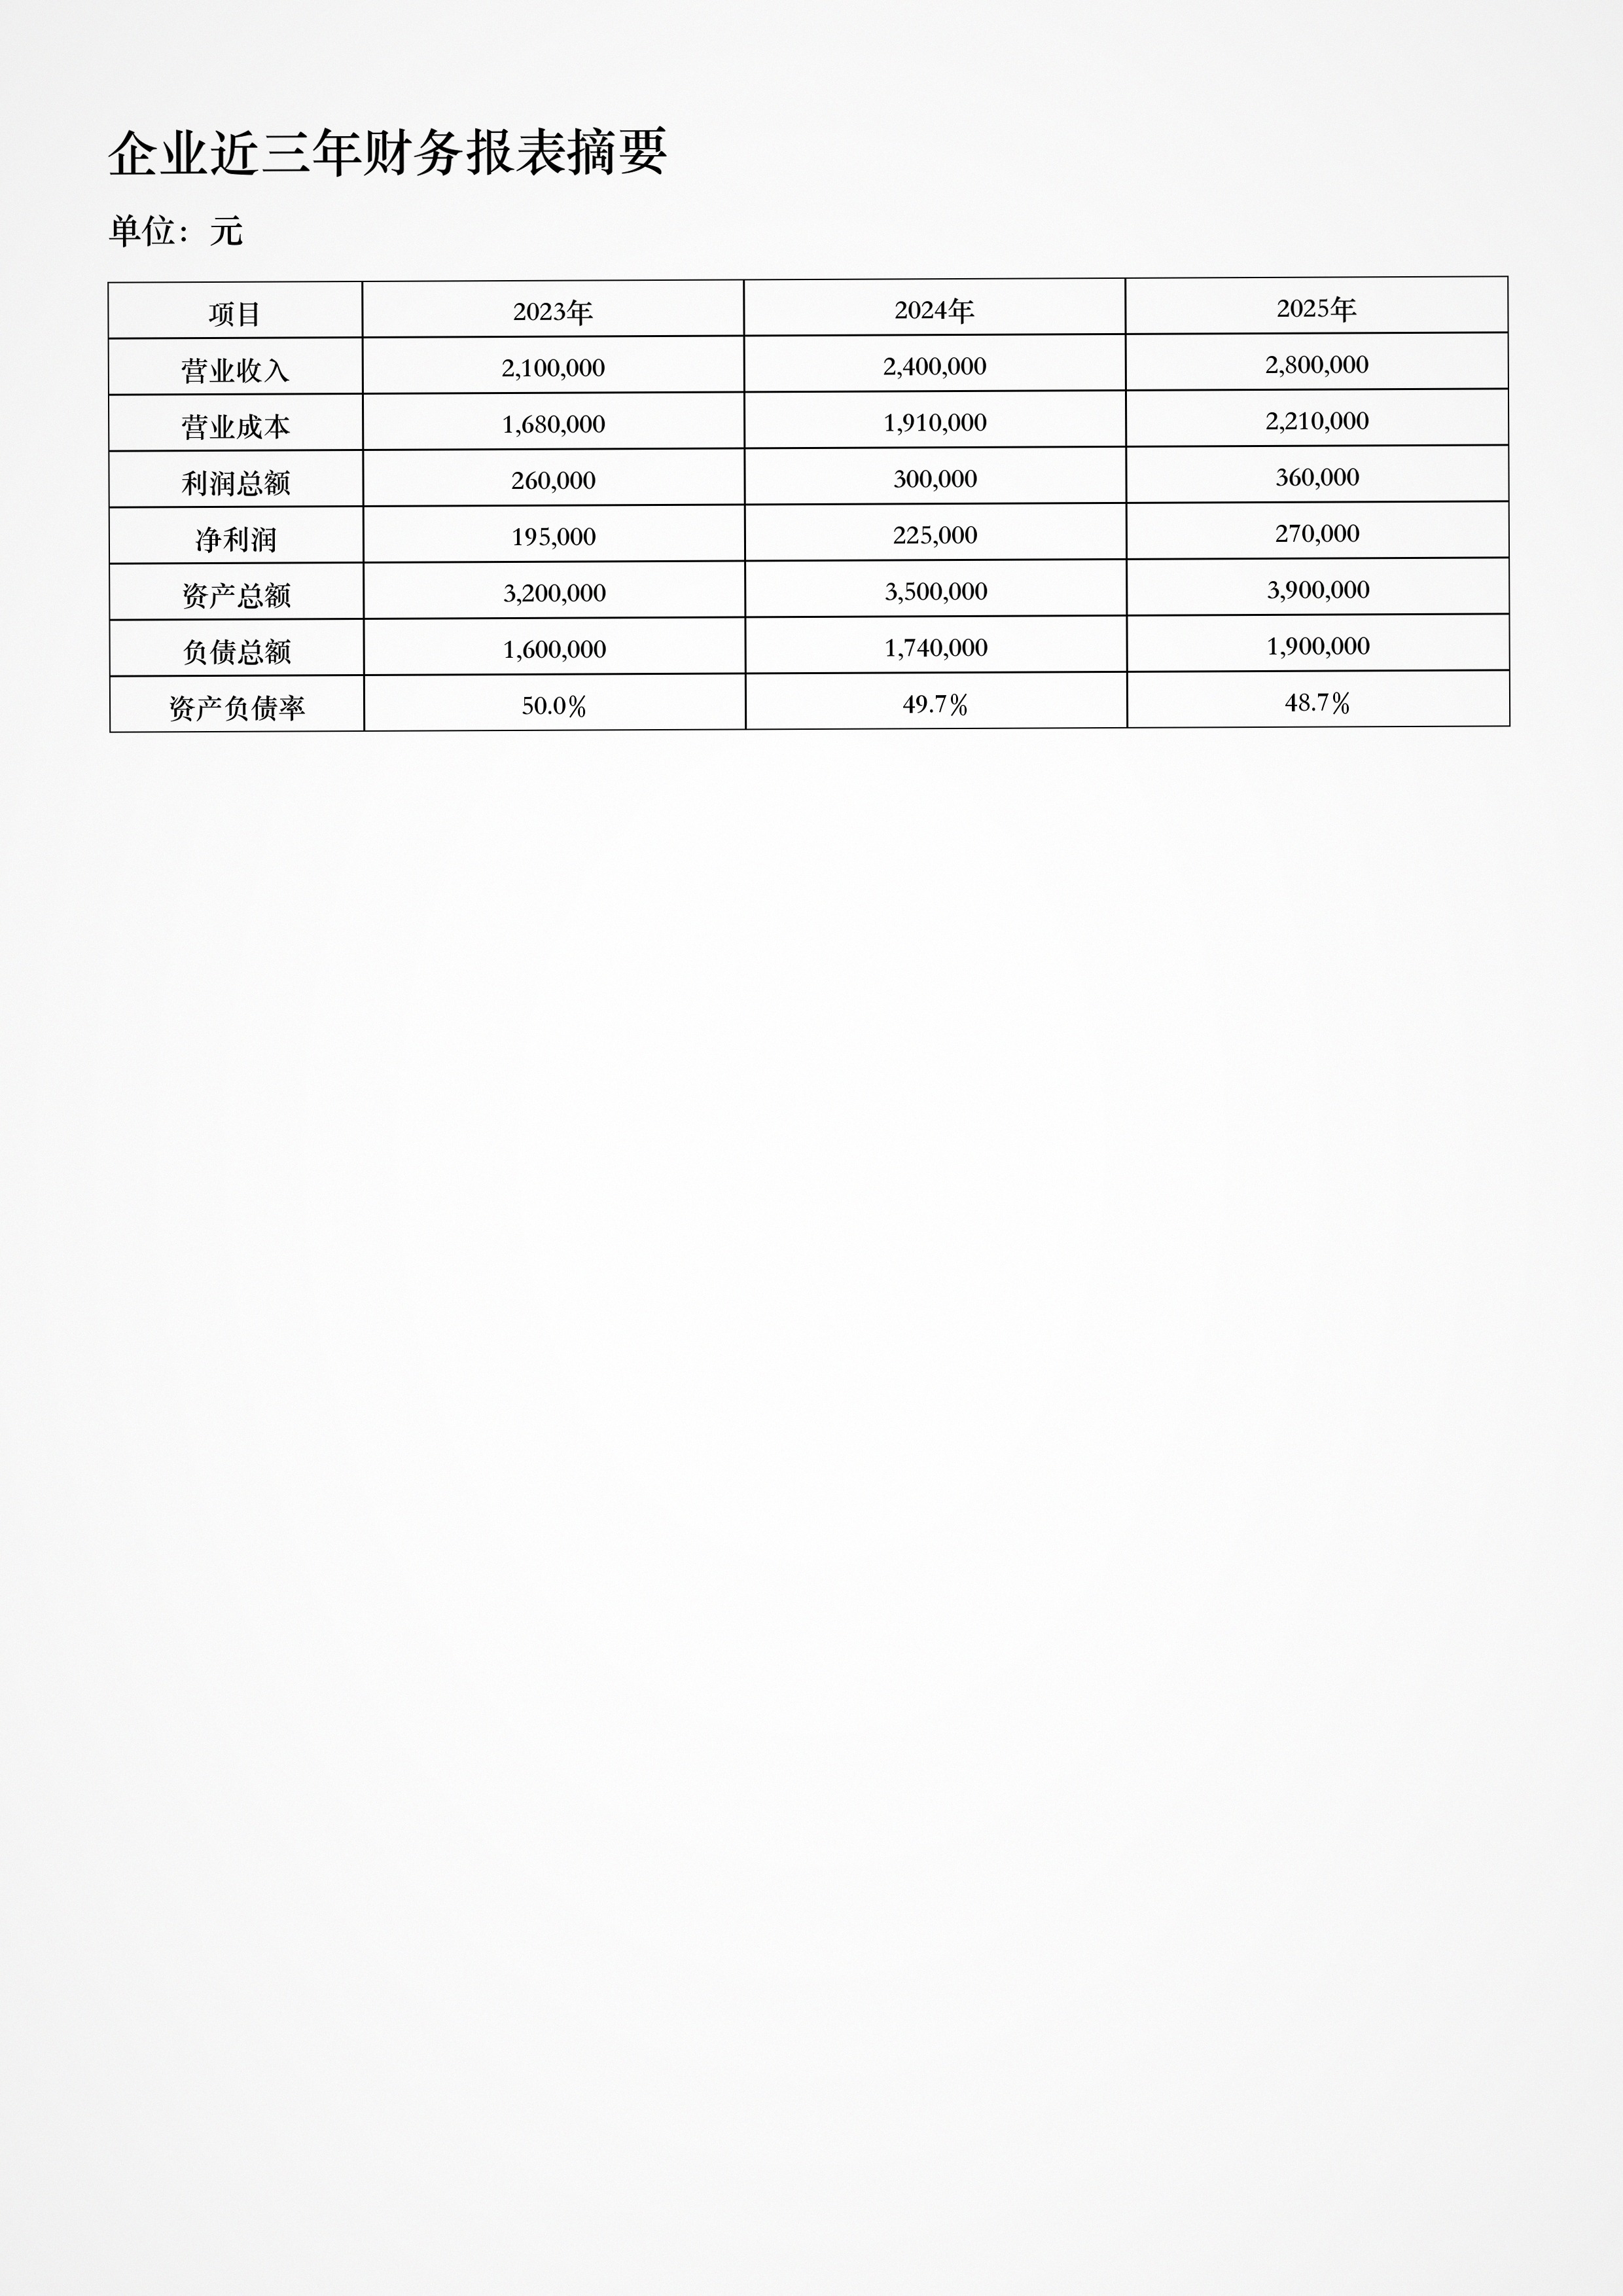 企业近三年财务报表摘要
单位：元
项目 2023年 2024年 2025年
营业收入 2,100,000 2,400,000 2,800,000
营业成本 1,680,000 1,910,000 2,210,000
利润总额 260,000 300,000 360,000
净利润 195,000 225,000 270,000
资产总额 3,200,000 3,500,000 3,900,000
负债总额 1,600,000 1,740,000 1,900,000
资产负债率 50.0% 49.7% 48.7%